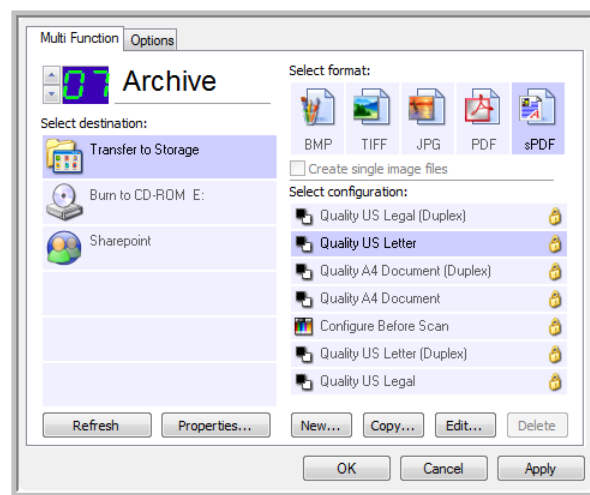 Multi Function Options
07 Archive
Select destination:
Transfer to Storage
Burn to CD-ROM E:
Sharepoint
Refresh Properties...
Select format:
BMP TIFF JPG PDF sPDF
Create single image files
Select configuration:
Quality US Legal (Duplex)
Quality US Letter
Quality A4 Document (Duplex)
Quality A4 Document
Configure Before Scan
Quality US Letter (Duplex)
Quality US Legal
New... Copy... Edit... Delete
OK Cancel Apply